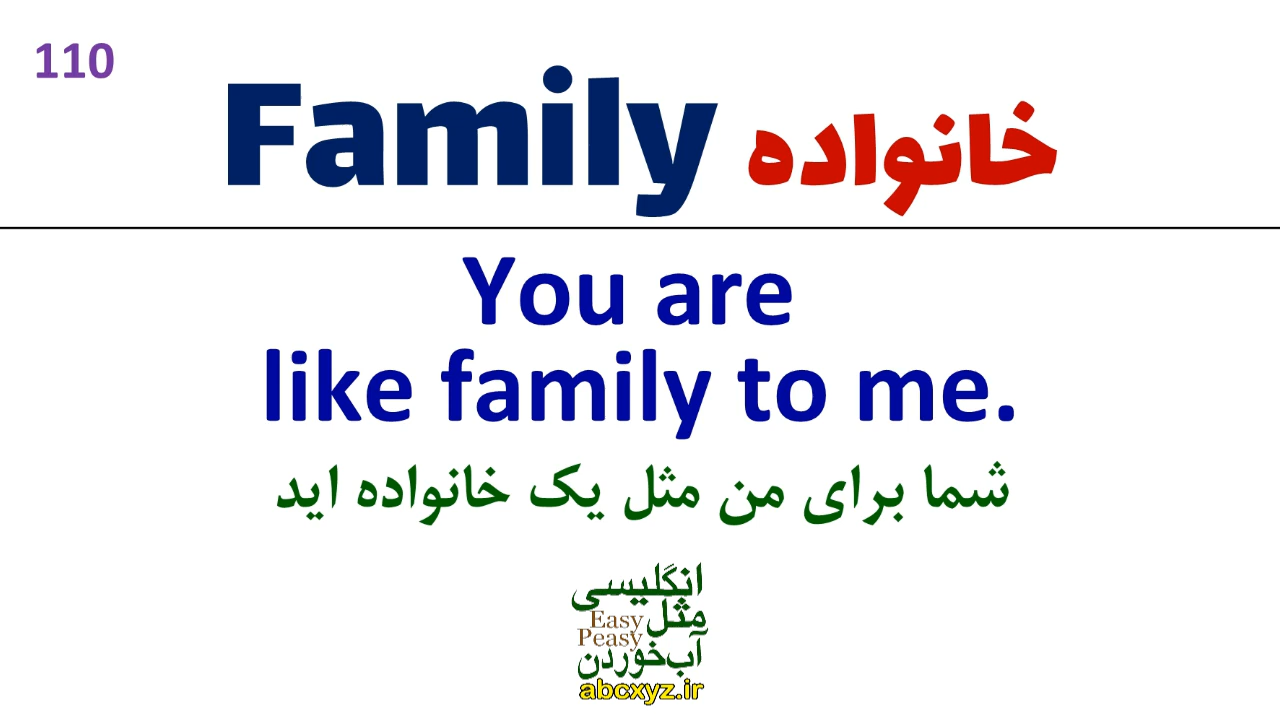 110
Family خانواده
You are
like family to me.
شما برای من مثل یک خانواده اید
انگلیسی
مثل
Easy
Peasy
آب‌خوردن
abcxyz.ir